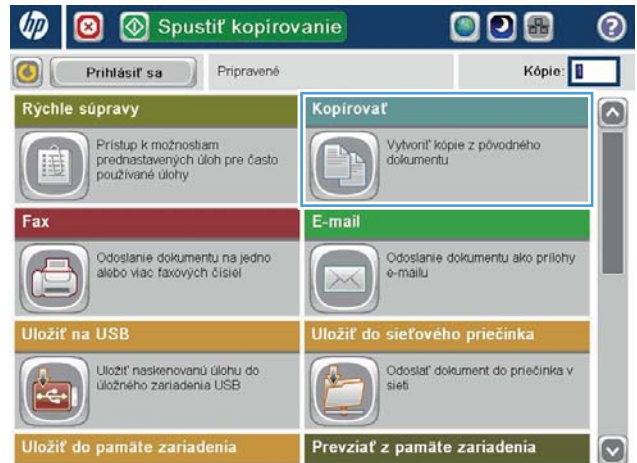 hp Spustiť kopírovanie ?
Prihlásiť sa Pripravené Kópie: 1
Rýchle súpravy
Prístup k možnostiam
prednastavených úloh pre často
používané úlohy
Kopírovať
Vytvoriť kópie z pôvodného
dokumentu
Fax
Odoslanie dokumentu na jedno
alebo viac faxových čísiel
E-mail
Odoslanie dokumentu ako prílohy
e-mailu
Uložiť na USB
Uložiť naskenovanú úlohu do
úložného zariadenia USB
Uložiť do sieťového priečinka
Odoslať dokument do priečinka v
sieti
Uložiť do pamäte zariadenia
Prevziať z pamäte zariadenia